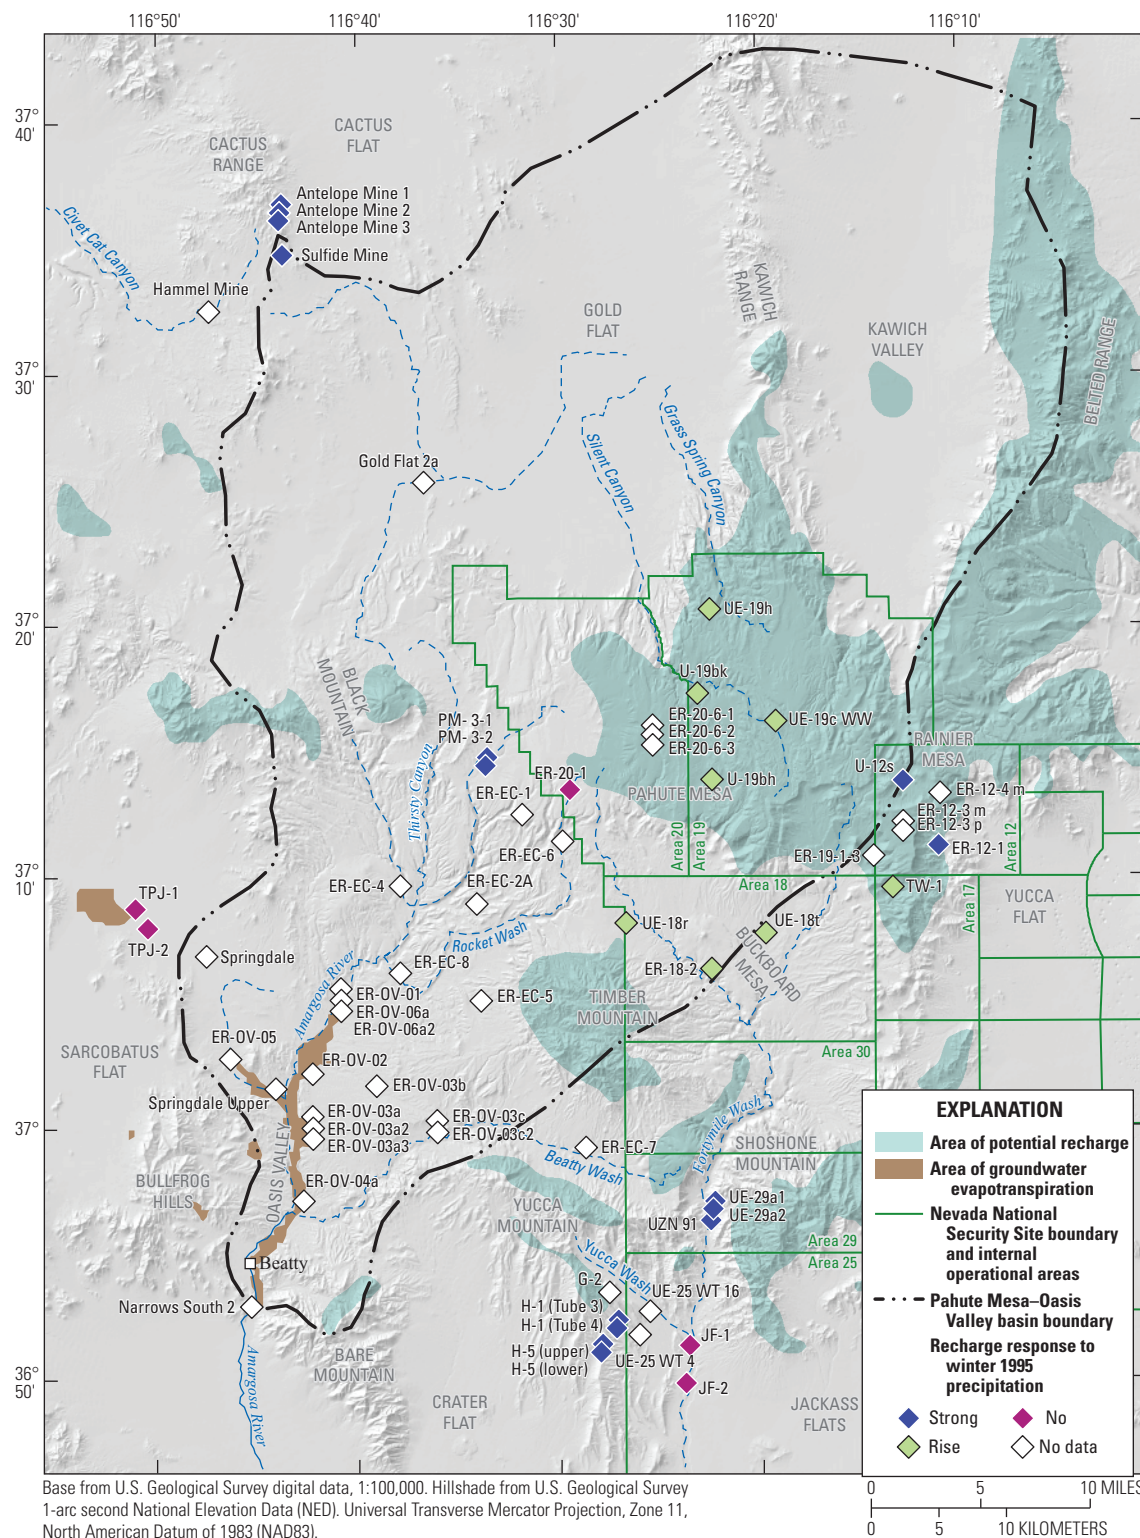 116°50'
116°40'
116°30'
116°20'
116°10'
37°
40'
37°
30'
37°
20'
37°
10'
37°
36°
50'
CACTUS
FLAT
CACTUS
RANGE
Antelope Mine 1
Antelope Mine 2
Antelope Mine 3
Sulfide Mine
Civet Cat Canyon
Hammel Mine
KAWICH
RANGE
GOLD
FLAT
KAWICH
VALLEY
BELTED RANGE
Gold Flat 2a
Silent Canyon
Grass Spring Canyon
UE-19h
U-19bk
BLACK
MOUNTAIN
ER-20-6-1
ER-20-6-2
ER-20-6-3
UE-19c WW
PM- 3-1
PM- 3-2
Thirsty Canyon
RAINIER
MESA
U-12s
ER-20-1
U-19bh
PAHUTE MESA
ER-EC-1
ER-12-4 m
ER-12-3 m
ER-12-3 p
Area 20
Area 19
Area 12
ER-EC-6
ER-19-1-3
ER-12-1
ER-EC-4
ER-EC-2A
Area 18
TW-1
Area 17
YUCCA
FLAT
TPJ-1
TPJ-2
UE-18r
UE-18t
BUCKBOARD
MESA
Rocket Wash
Springdale
Amargosa River
ER-EC-8
ER-18-2
ER-OV-01
ER-OV-06a
ER-OV-06a2
ER-EC-5
TIMBER
MOUNTAIN
ER-OV-05
SARCOBATUS
FLAT
Area 30
ER-OV-02
ER-OV-03b
Springdale Upper
ER-OV-03a
ER-OV-03a2
ER-OV-03a3
ER-OV-03c
ER-OV-03c2
Fortymile Wash
OASIS VALLEY
ER-EC-7
Beatty Wash
SHOSHONE
MOUNTAIN
BULLFROG
HILLS
ER-OV-04a
YUCCA
MOUNTAIN
UE-29a1
UE-29a2
UZN 91
Area 29
Area 25
Yucca Wash
Beatty
G-2
UE-25 WT 16
Narrows South 2
H-1 (Tube 3)
H-1 (Tube 4)
H-5 (upper)
H-5 (lower)
UE-25 WT 4
JF-1
JF-2
BARE
MOUNTAIN
Amargosa River
CRATER
FLAT
JACKASS
FLATS
EXPLANATION
Area of potential recharge
Area of groundwater
evapotranspiration
Nevada National
Security Site boundary
and internal
operational areas
Pahute Mesa–Oasis
Valley basin boundary
Recharge response to
winter 1995
precipitation
Strong
No
Rise
No data
0 5 10 MILES
0 5 10 KILOMETERS
Base from U.S. Geological Survey digital data, 1:100,000. Hillshade from U.S. Geological Survey
1-arc second National Elevation Data (NED). Universal Transverse Mercator Projection, Zone 11,
North American Datum of 1983 (NAD83).